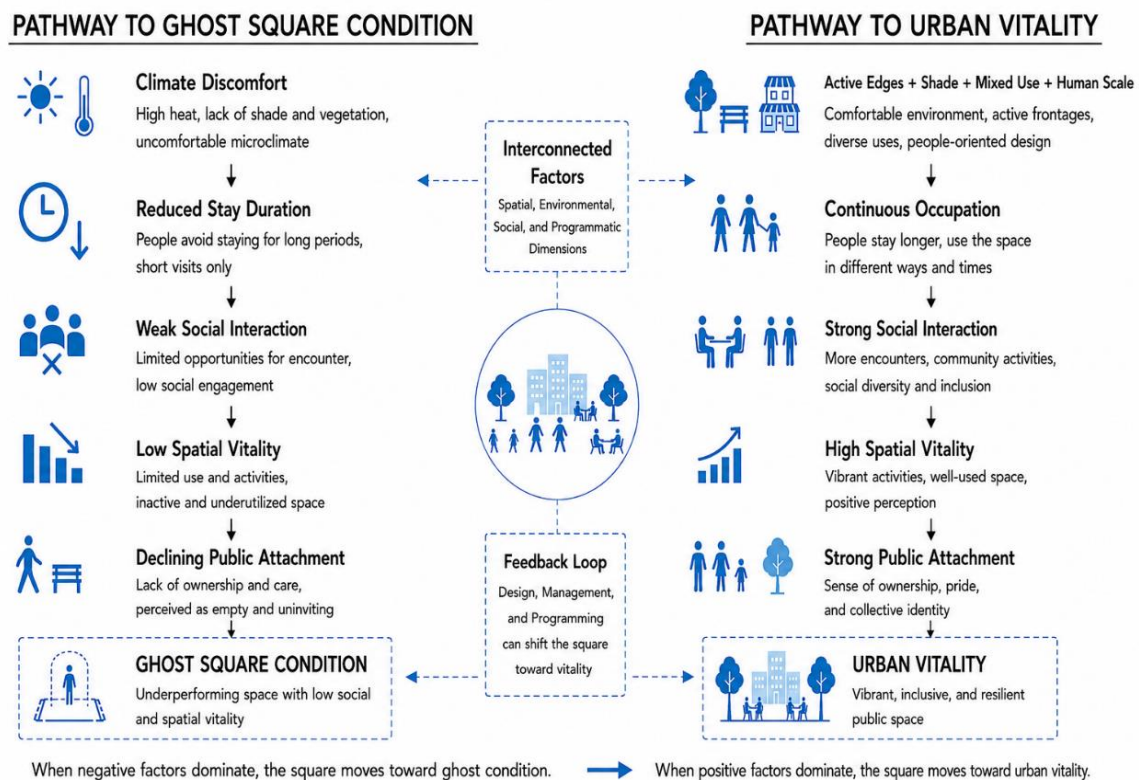 PATHWAY TO GHOST SQUARE CONDITION
Climate Discomfort
High heat, lack of shade and vegetation,
uncomfortable microclimate
Reduced Stay Duration
People avoid staying for long periods,
short visits only
Weak Social Interaction
Limited opportunities for encounter,
low social engagement
Low Spatial Vitality
Limited use and activities,
inactive and underutilized space
Declining Public Attachment
Lack of ownership and care,
perceived as empty and uninviting
GHOST SQUARE CONDITION
Underperforming space with low social
and spatial vitality
Interconnected
Factors
Spatial, Environmental,
Social, and Programmatic
Dimensions
Feedback Loop
Design, Management,
and Programming
can shift the square
toward vitality
PATHWAY TO URBAN VITALITY
Active Edges + Shade + Mixed Use + Human Scale
Comfortable environment, active frontages,
diverse uses, people-oriented design
Continuous Occupation
People stay longer, use the space
in different ways and times
Strong Social Interaction
More encounters, community activities,
social diversity and inclusion
High Spatial Vitality
Vibrant activities, well-used space,
positive perception
Strong Public Attachment
Sense of ownership, pride,
and collective identity
URBAN VITALITY
Vibrant, inclusive, and resilient
public space
When negative factors dominate, the square moves toward ghost condition.
When positive factors dominate, the square moves toward urban vitality.